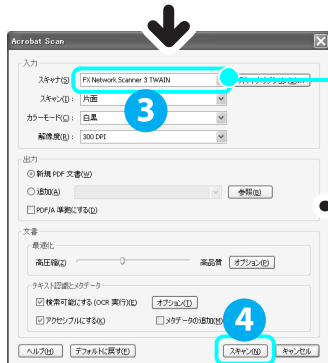 Acrobat Scan
入力
スキャナ(S) FX Network Scanner 3 TWAIN
スキャン(I): 片面
3
カラーモード(C): 白黒
解像度(R): 300 DPI
出力
新規 PDF 文書(W)
追加(A) 参照(B)
PDF/A 準拠にする(D)
文書
最適化
高圧縮(Z) 高品質 オプション(P)
テキスト認識とメタデータ
検索可能にする (OCR 実行)(E) オプション(T)
4
アクセシブルにする(K) メタデータの追加(M)
ヘルプ(H) デフォルトに戻す(F) スキャン(N) キャンセル